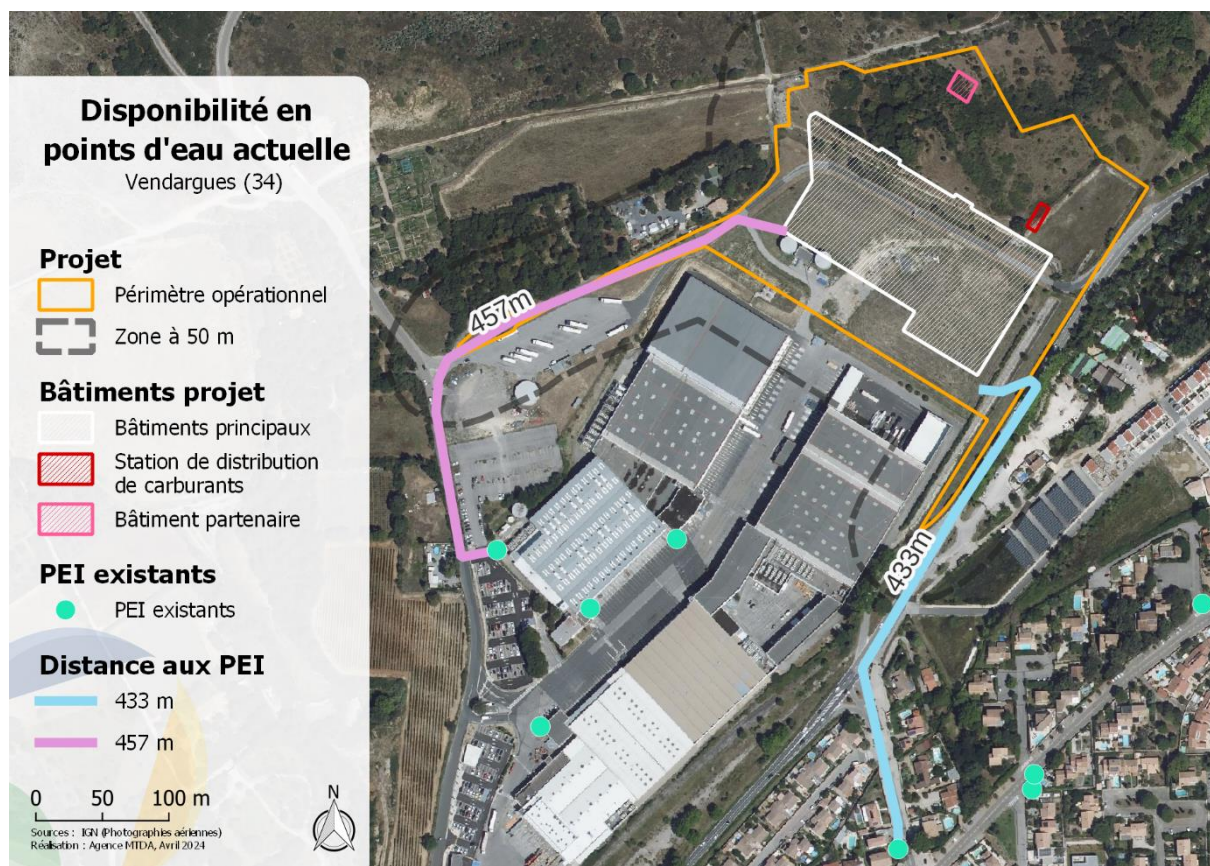 Disponibilité en
points d'eau actuelle
Vendargues (34)
Projet
Périmètre opérationnel
Zone à 50 m
Bâtiments projet
Bâtiments principaux
Station de distribution
de carburants
Bâtiment partenaire
PEI existants
PEI existants
Distance aux PEI
433 m
457 m
0 50 100 m
N
Sources : IGN (Photographies aériennes)
Réalisation : Agence MTDA, Avril 2024
457m
433m